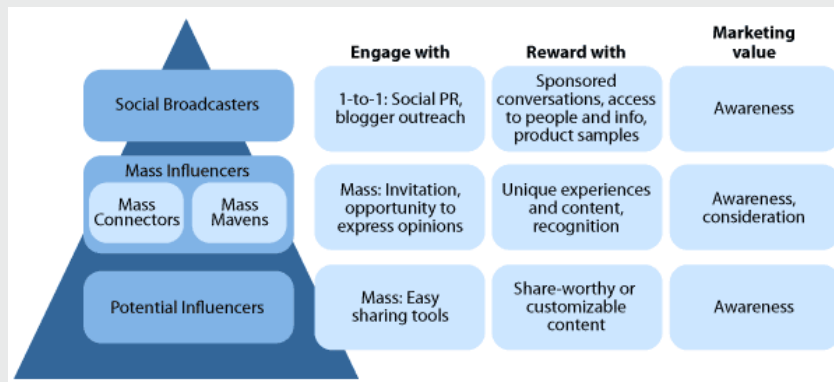 Engage with
Reward with
Marketing
value
Social Broadcasters
1-to-1: Social PR,
blogger outreach
Sponsored
conversations, access
to people and info,
product samples
Awareness
Mass Influencers
Mass
Connectors
Mass
Mavens
Mass: Invitation,
opportunity to
express opinions
Unique experiences
and content,
recognition
Awareness,
consideration
Potential Influencers
Mass: Easy
sharing tools
Share-worthy or
customizable
content
Awareness